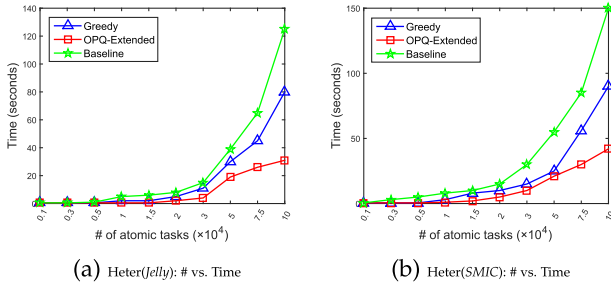 140
120
100
80
60
40
20
Time (seconds)
Greedy
OPQ-Extended
Baseline
0.1 0.3 0.5 1 1.5 2 3 5 7.5 10
# of atomic tasks (×10⁴)
(a) Heter(Jelly): # vs. Time
150
100
50
Time (seconds)
Greedy
OPQ-Extended
Baseline
0.1 0.3 0.5 1 1.5 2 3 5 7.5 10
# of atomic tasks (×10⁴)
(b) Heter(SMIC): # vs. Time